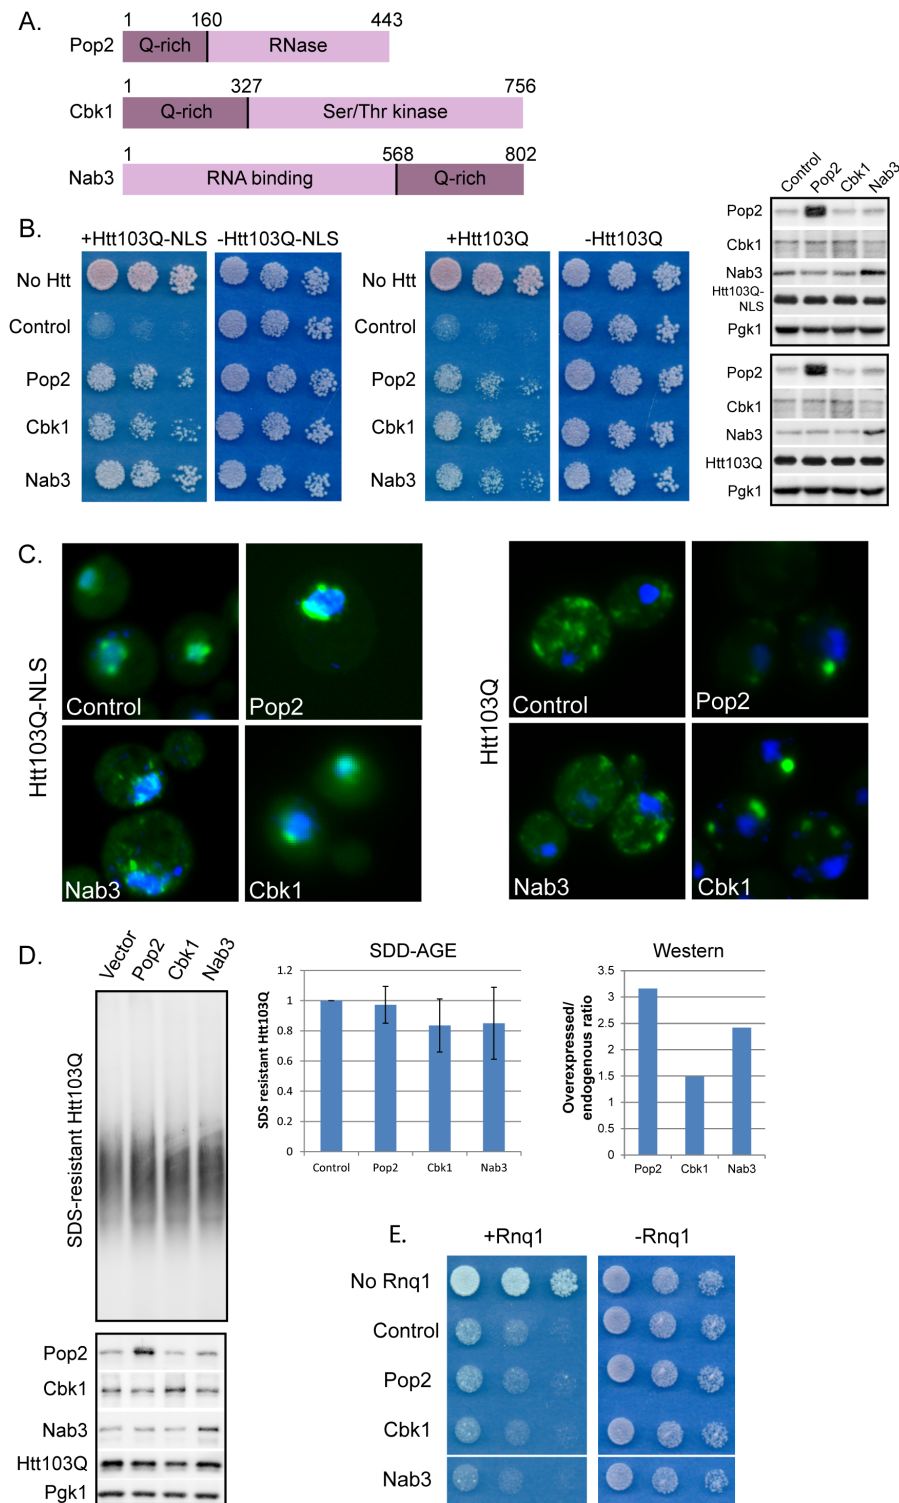 A.
1 160 443
Pop2 Q-rich RNase
1 327 756
Cbk1 Q-rich Ser/Thr kinase
1 568 802
Nab3 RNA binding Q-rich
B.
+Htt103Q-NLS -Htt103Q-NLS
No Htt
Control
Pop2
Cbk1
Nab3
+Htt103Q -Htt103Q
No Htt
Control
Pop2
Cbk1
Nab3
Control Pop2 Cbk1 Nab3
Pop2
Cbk1
Nab3
Htt103Q-
NLS
Pgk1
Pop2
Cbk1
Nab3
Htt103Q
Pgk1
C.
Htt103Q-NLS
Control
Pop2
Nab3
Cbk1
Htt103Q
Control
Pop2
Nab3
Cbk1
D.
Vector Pop2 Cbk1 Nab3
SDS-resistant Htt103Q
Pop2
Cbk1
Nab3
Htt103Q
Pgk1
SDD-AGE
SDS resistant Htt103Q
1.2
1
0.8
0.6
0.4
0.2
0
Control Pop2 Cbk1 Nab3
Western
Overexpressed/
endogenous ratio
3.5
3
2.5
2
1.5
1
0.5
0
Pop2 Cbk1 Nab3
E.
+Rnq1 -Rnq1
No Rnq1
Control
Pop2
Cbk1
Nab3